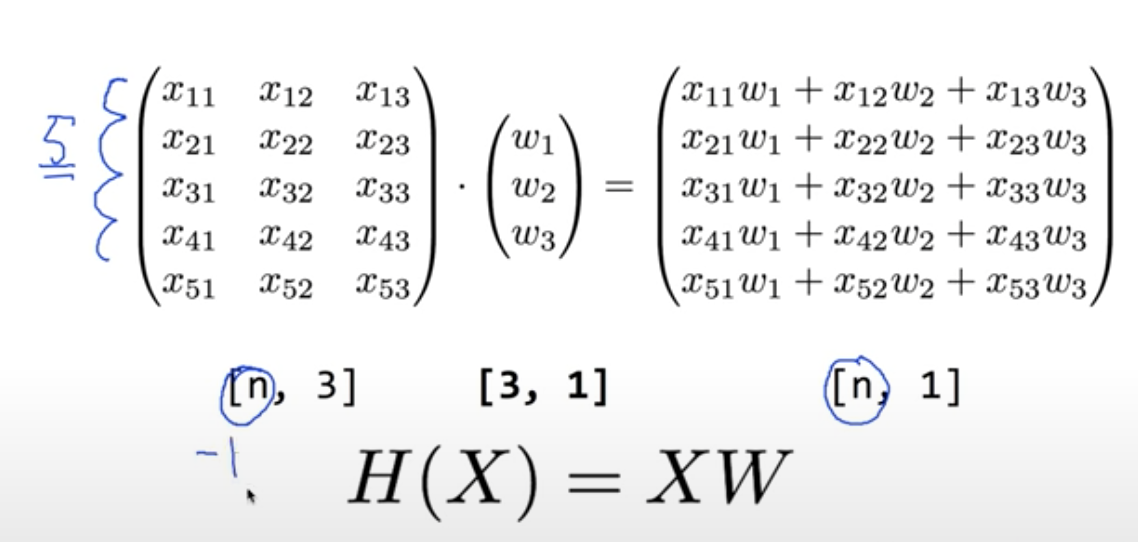 5
x₁₁ x₁₂ x₁₃
x₂₁ x₂₂ x₂₃
x₃₁ x₃₂ x₃₃
x₄₁ x₄₂ x₄₃
x₅₁ x₅₂ x₅₃
·
w₁
w₂
w₃
=
x₁₁w₁ + x₁₂w₂ + x₁₃w₃
x₂₁w₁ + x₂₂w₂ + x₂₃w₃
x₃₁w₁ + x₃₂w₂ + x₃₃w₃
x₄₁w₁ + x₄₂w₂ + x₄₃w₃
x₅₁w₁ + x₅₂w₂ + x₅₃w₃
[n, 3] [3, 1] [n, 1]
-1
H(X) = XW